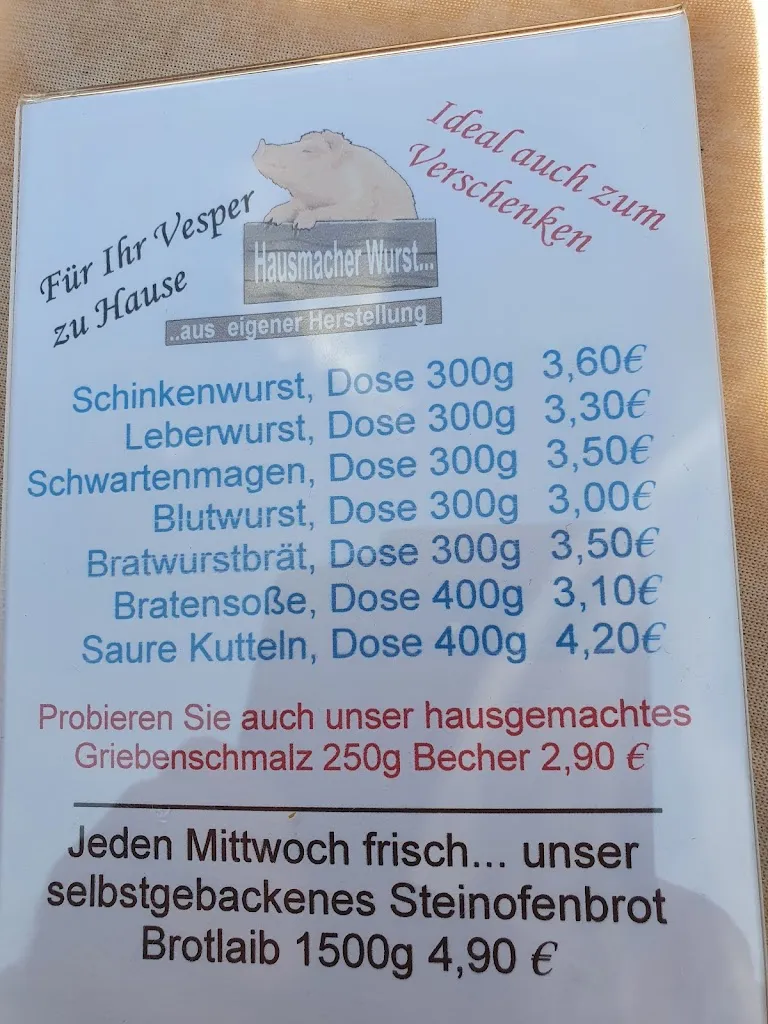 Für Ihr Vesper
zu Hause
Ideal auch zum
Verschenken
Hausmacher Wurst...
..aus eigener Herstellung
Schinkenwurst, Dose 300g 3,60€
Leberwurst, Dose 300g 3,30€
Schwartenmagen, Dose 300g 3,50€
Blutwurst, Dose 300g 3,00€
Bratwurstbrät, Dose 300g 3,50€
Bratensoße, Dose 400g 3,10€
Saure Kutteln, Dose 400g 4,20€
Probieren Sie auch unser hausgemachtes
Griebenschmalz 250g Becher 2,90 €
Jeden Mittwoch frisch... unser
selbstgebackenes Steinofenbrot
Brotlaib 1500g 4,90 €